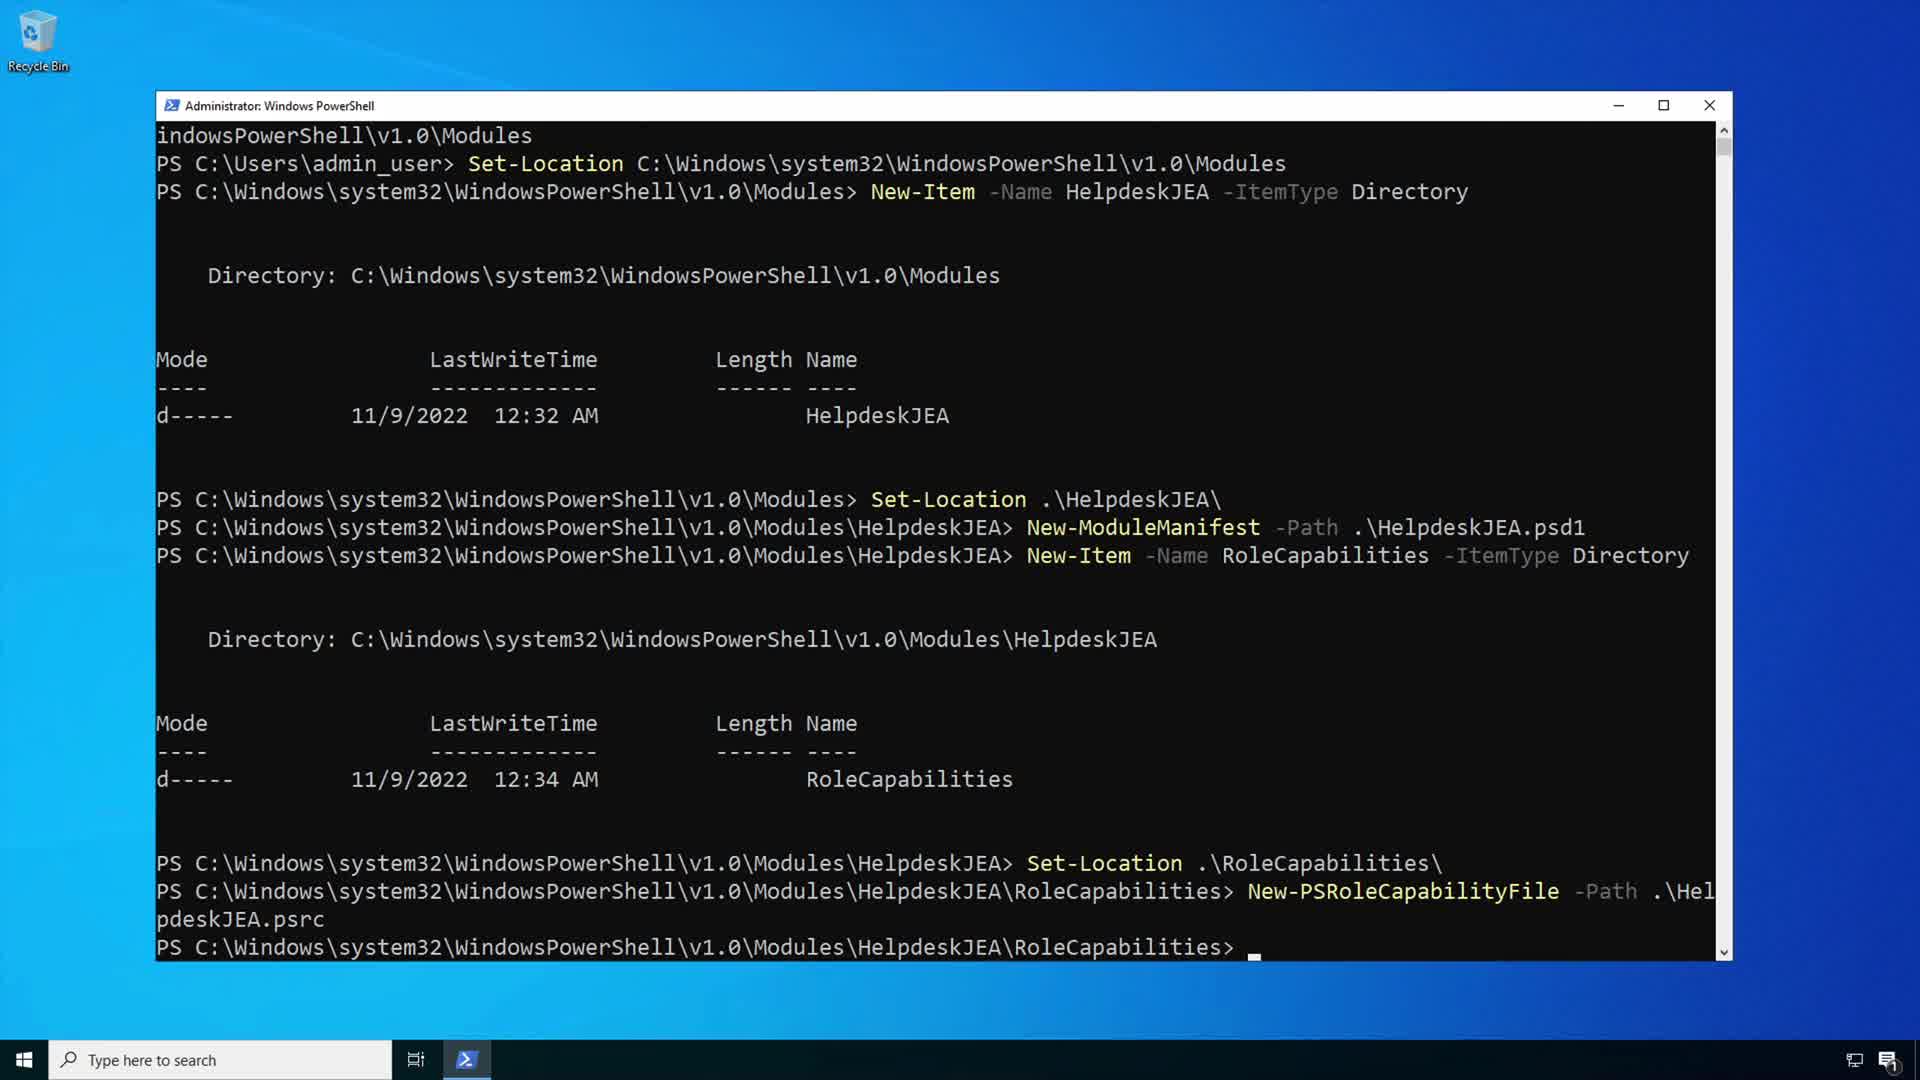 Recycle Bin
Administrator: Windows PowerShell
indowsPowerShell\v1.0\Modules
PS C:\Users\admin_user> Set-Location C:\Windows\system32\WindowsPowerShell\v1.0\Modules
PS C:\Windows\system32\WindowsPowerShell\v1.0\Modules> New-Item -Name HelpdeskJEA -ItemType Directory
Directory: C:\Windows\system32\WindowsPowerShell\v1.0\Modules
Mode LastWriteTime Length Name
---- ------------- ------ ----
d----- 11/9/2022 12:32 AM HelpdeskJEA
PS C:\Windows\system32\WindowsPowerShell\v1.0\Modules> Set-Location .\HelpdeskJEA\
PS C:\Windows\system32\WindowsPowerShell\v1.0\Modules\HelpdeskJEA> New-ModuleManifest -Path .\HelpdeskJEA.psd1
PS C:\Windows\system32\WindowsPowerShell\v1.0\Modules\HelpdeskJEA> New-Item -Name RoleCapabilities -ItemType Directory
Directory: C:\Windows\system32\WindowsPowerShell\v1.0\Modules\HelpdeskJEA
Mode LastWriteTime Length Name
---- ------------- ------ ----
d----- 11/9/2022 12:34 AM RoleCapabilities
PS C:\Windows\system32\WindowsPowerShell\v1.0\Modules\HelpdeskJEA> Set-Location .\RoleCapabilities\
PS C:\Windows\system32\WindowsPowerShell\v1.0\Modules\HelpdeskJEA\RoleCapabilities> New-PSRoleCapabilityFile -Path .\Hel
pdeskJEA.psrc
PS C:\Windows\system32\WindowsPowerShell\v1.0\Modules\HelpdeskJEA\RoleCapabilities>
Type here to search
1